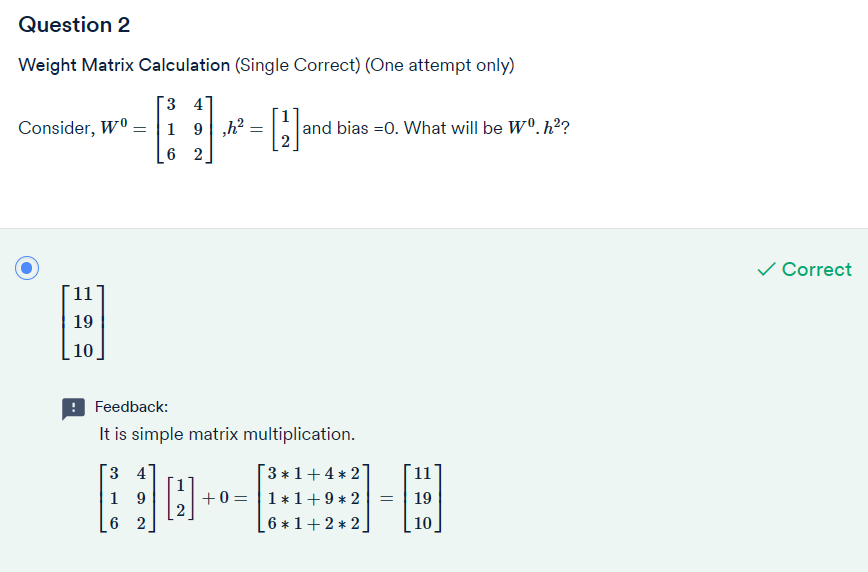 Question 2
Weight Matrix Calculation (Single Correct) (One attempt only)
Consider, $W^0 = \begin{bmatrix} 3 & 4 \\ 1 & 9 \\ 6 & 2 \end{bmatrix}$ ,$h^2 = \begin{bmatrix} 1 \\ 2 \end{bmatrix}$ and bias =0. What will be $W^0.h^2$?
✓ Correct
$\begin{bmatrix} 11 \\ 19 \\ 10 \end{bmatrix}$
Feedback:
It is simple matrix multiplication.
$\begin{bmatrix} 3 & 4 \\ 1 & 9 \\ 6 & 2 \end{bmatrix} \begin{bmatrix} 1 \\ 2 \end{bmatrix} + 0 = \begin{bmatrix} 3 * 1 + 4 * 2 \\ 1 * 1 + 9 * 2 \\ 6 * 1 + 2 * 2 \end{bmatrix} = \begin{bmatrix} 11 \\ 19 \\ 10 \end{bmatrix}$